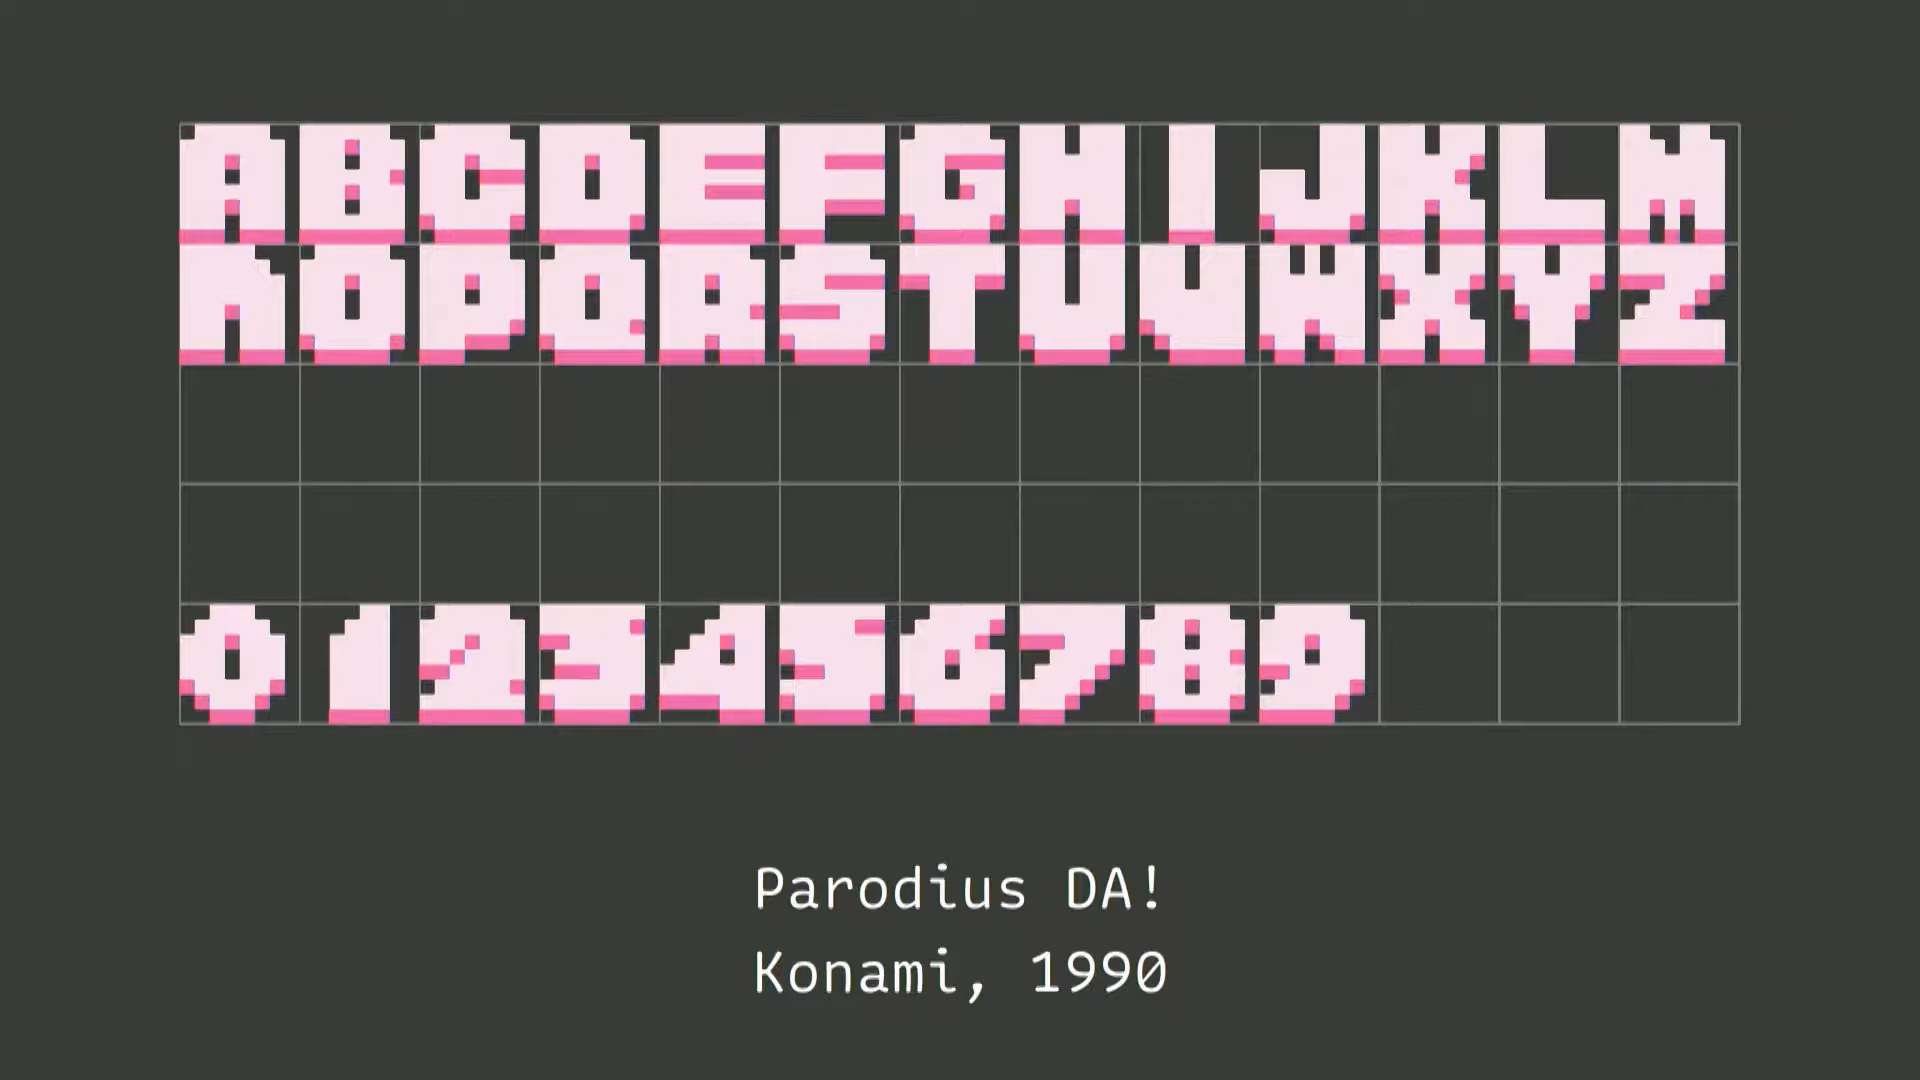 ABCDEFGHIJKLM
NOPQRSTUVWXYZ
0123456789
Parodius DA!
Konami, 1990